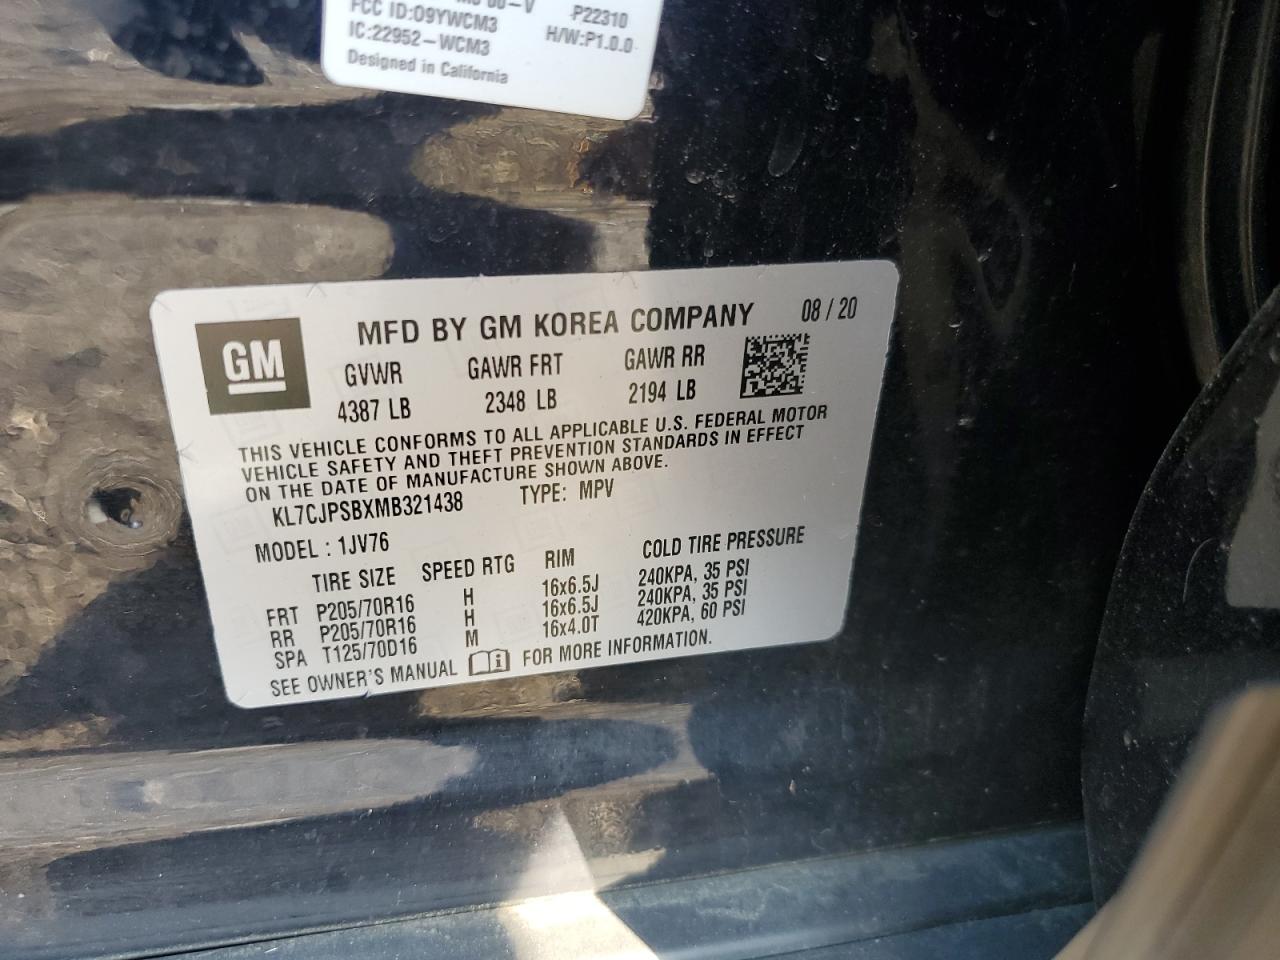 P22310
FCC ID:O9YWCM3
H/W:P1.0.0
IC:22952-WCM3
Designed in California
GM
MFD BY GM KOREA COMPANY 08 / 20
GVWR GAWR FRT GAWR RR
4387 LB 2348 LB 2194 LB
THIS VEHICLE CONFORMS TO ALL APPLICABLE U.S. FEDERAL MOTOR
VEHICLE SAFETY AND THEFT PREVENTION STANDARDS IN EFFECT
ON THE DATE OF MANUFACTURE SHOWN ABOVE.
KL7CJPSBXMB321438 TYPE: MPV
MODEL : 1JV76
TIRE SIZE SPEED RTG RIM COLD TIRE PRESSURE
FRT P205/70R16 H 16x6.5J 240KPA, 35 PSI
RR P205/70R16 H 16x6.5J 240KPA, 35 PSI
SPA T125/70D16 M 16x4.0T 420KPA, 60 PSI
SEE OWNER'S MANUAL FOR MORE INFORMATION.